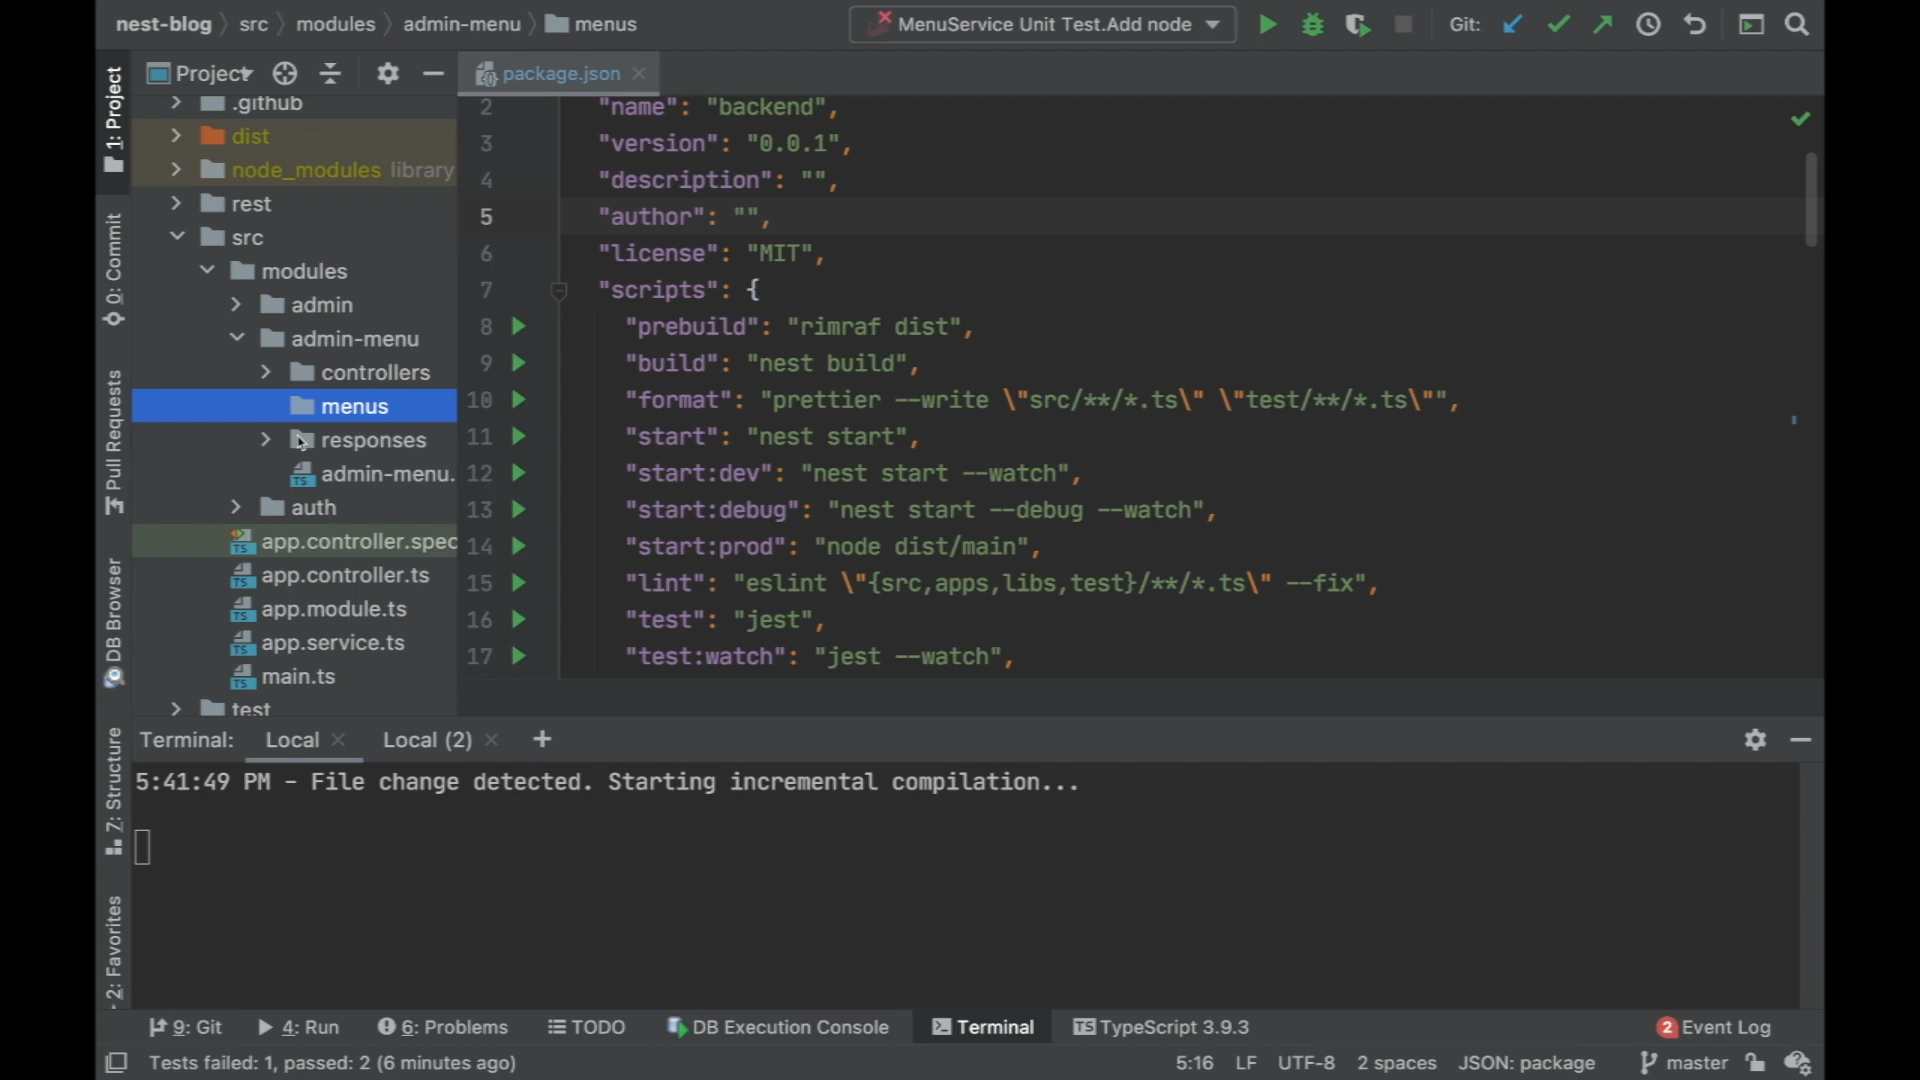 nest-blog src modules admin-menu menus
MenuService Unit Test.Add node
Git:
1: Project
0: Commit
Pull Requests
DB Browser
Z: Structure
2: Favorites
Project
.github
dist
node_modules library
rest
src
modules
admin
admin-menu
controllers
menus
responses
admin-menu.
auth
app.controller.spec
app.controller.ts
app.module.ts
app.service.ts
main.ts
test
package.json
2 "name": "backend",
3 "version": "0.0.1",
4 "description": "",
5 "author": "",
6 "license": "MIT",
7 "scripts": {
8 "prebuild": "rimraf dist",
9 "build": "nest build",
10 "format": "prettier --write \"src/**/*.ts\" \"test/**/*.ts\"",
11 "start": "nest start",
12 "start:dev": "nest start --watch",
13 "start:debug": "nest start --debug --watch",
14 "start:prod": "node dist/main",
15 "lint": "eslint \"{src,apps,libs,test}/**/*.ts\" --fix",
16 "test": "jest",
17 "test:watch": "jest --watch",
Terminal: Local Local (2)
5:41:49 PM - File change detected. Starting incremental compilation...
9: Git 4: Run 6: Problems TODO DB Execution Console Terminal TS TypeScript 3.9.3 2 Event Log
Tests failed: 1, passed: 2 (6 minutes ago) 5:16 LF UTF-8 2 spaces JSON: package master